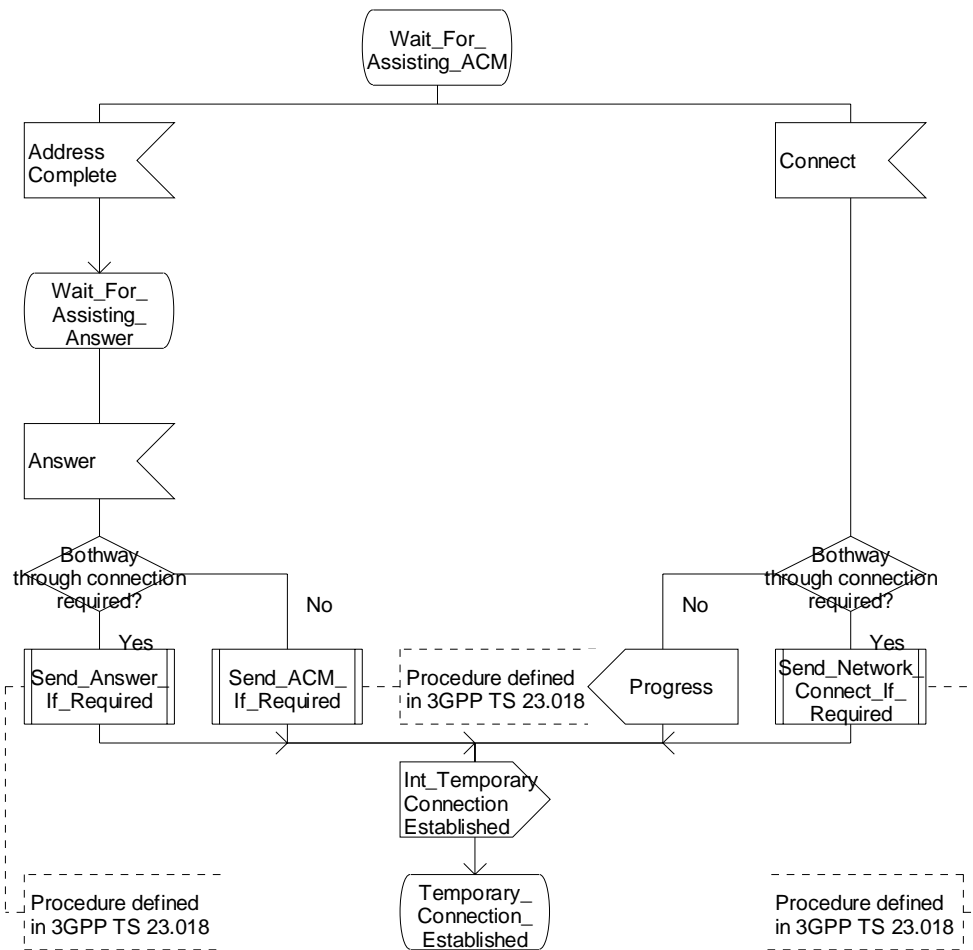 Wait_For_
Assisting_ACM
Address
Complete
Connect
Wait_For_
Assisting_
Answer
Answer
Bothway
through connection
required?
Bothway
through connection
required?
No
No
Yes
Yes
Send_Answer_
If_Required
Send_ACM_
If_Required
Procedure defined
in 3GPP TS 23.018
Progress
Send_Network_
Connect_If_
Required
Int_Temporary
Connection
Established
Procedure defined
in 3GPP TS 23.018
Temporary_
Connection_
Established
Procedure defined
in 3GPP TS 23.018